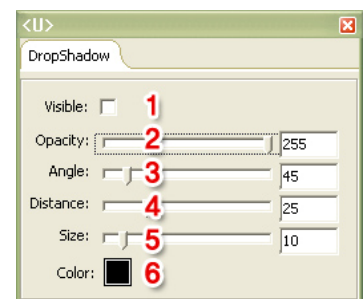 <U>
DropShadow
Visible: 1
Opacity: 2 255
Angle: 3 45
Distance: 4 25
Size: 5 10
Color: 6